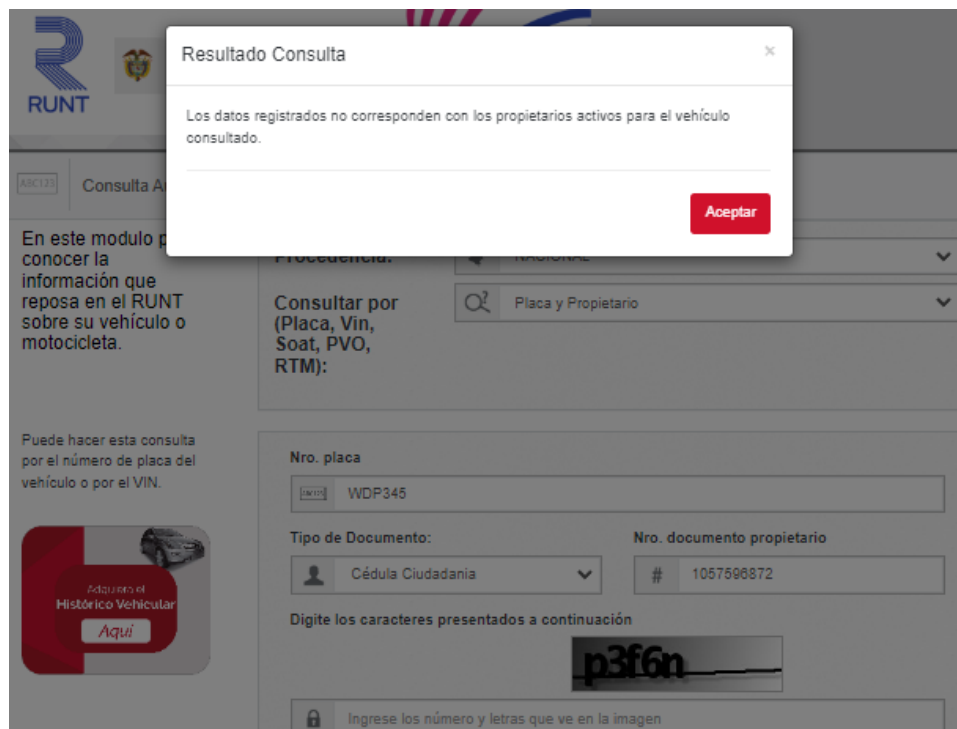 RUNT
Resultado Consulta
×
Los datos registrados no corresponden con los propietarios activos para el vehículo
consultado.
Aceptar
ABC123
Consulta
En este modulo
conocer la
información que
reposa en el RUNT
sobre su vehículo o
motocicleta.
Procedencia:
NACIONAL
Consultar por
(Placa, Vin,
Soat, PVO,
RTM):
Placa y Propietario
Puede hacer esta consulta
por el número de placa del
vehículo o por el VIN.
Adquiera el
Histórico Vehicular
Aquí
Nro. placa
WDP345
Tipo de Documento:
Nro. documento propietario
Cédula Ciudadania
# 1057596872
Digite los caracteres presentados a continuación
p3f6n
Ingrese los número y letras que ve en la imagen